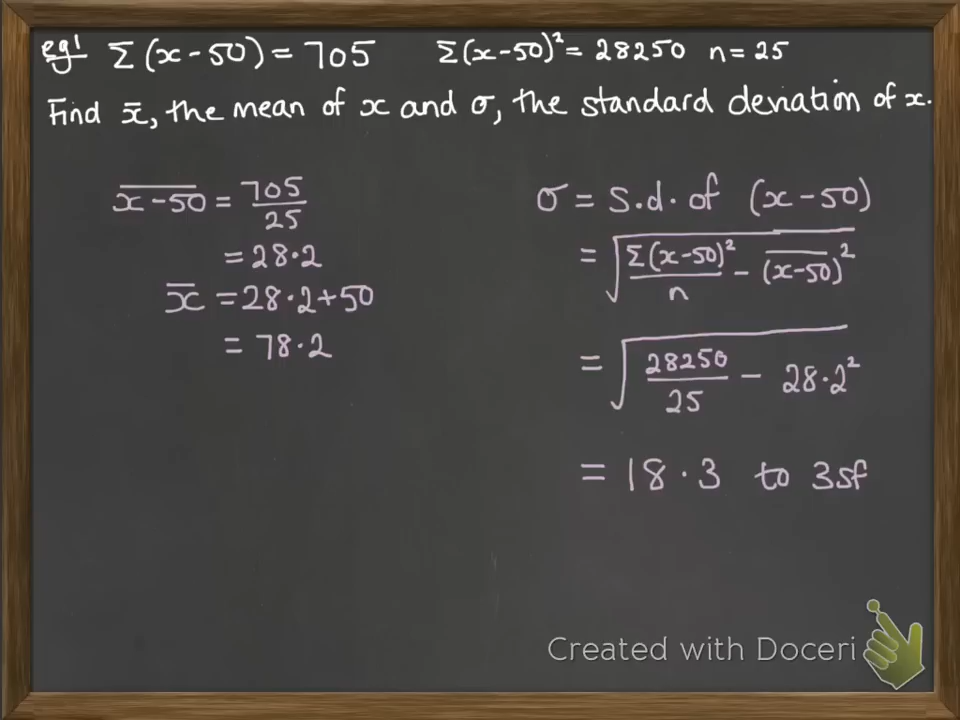 eg1 Σ(x-50) = 705 Σ(x-50)² = 28250 n = 25
Find x̄, the mean of x and σ, the standard deviation of x.
x-50̅ = 705/25
= 28·2
x̄ = 28·2+50
= 78·2
σ = s.d. of (x-50)
= √(Σ(x-50)²/n - (x-50̅)²)
= √(28250/25 - 28·2²)
= 18·3 to 3sf
Created with Doceri